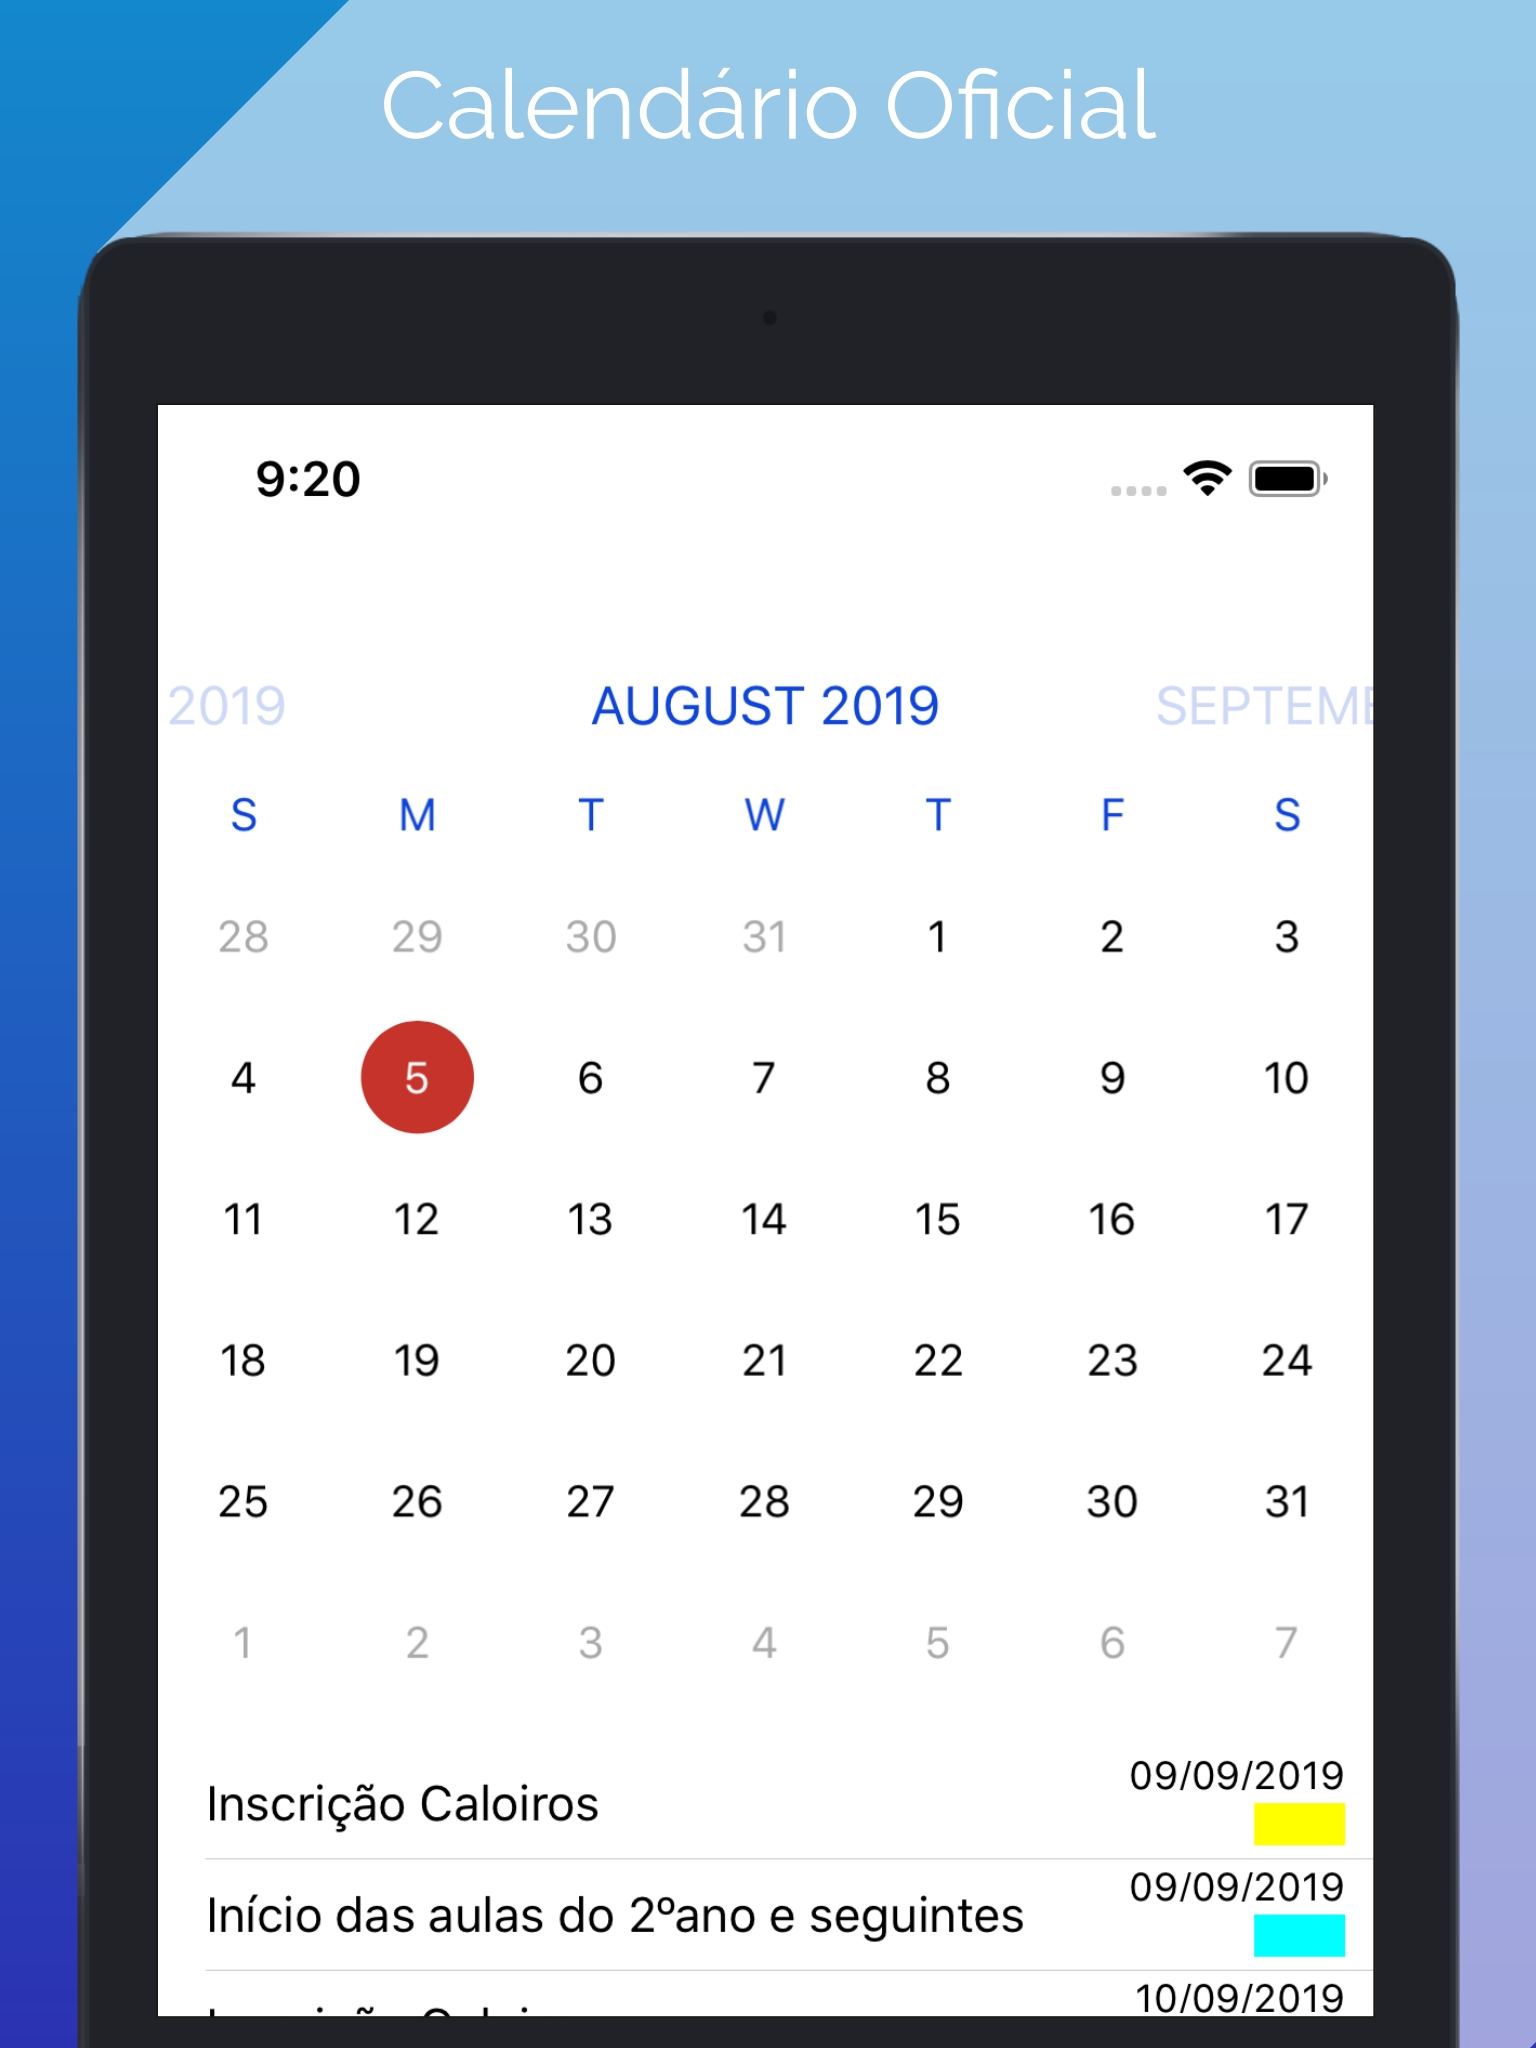 Calendário Oficial
9:20
2019 AUGUST 2019
S M T W T F S
28 29 30 31 1 2 3
4 5 6 7 8 9 10
11 12 13 14 15 16 17
18 19 20 21 22 23 24
25 26 27 28 29 30 31
1 2 3 4 5 6 7
Inscrição Caloiros 09/09/2019
Início das aulas do 2ºano e seguintes 09/09/2019
10/09/2019